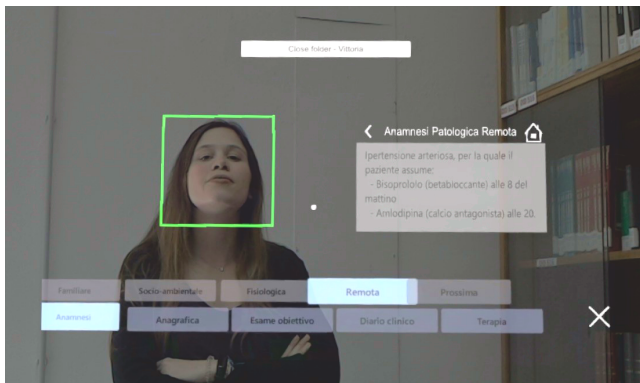 Close folder - Vittoria
Anamnesi Patologica Remota
Ipertensione arteriosa, per la quale il
paziente assume:
- Bisoprololo (betabioccante) alle 8 del
mattino
- Amlodipina (calcio antagonista) alle 20.
Familiare Socio-ambientale Fisiologica Remota Prossima
Anamnesi Anagrafica Esame obiettivo Diario clinico Terapia